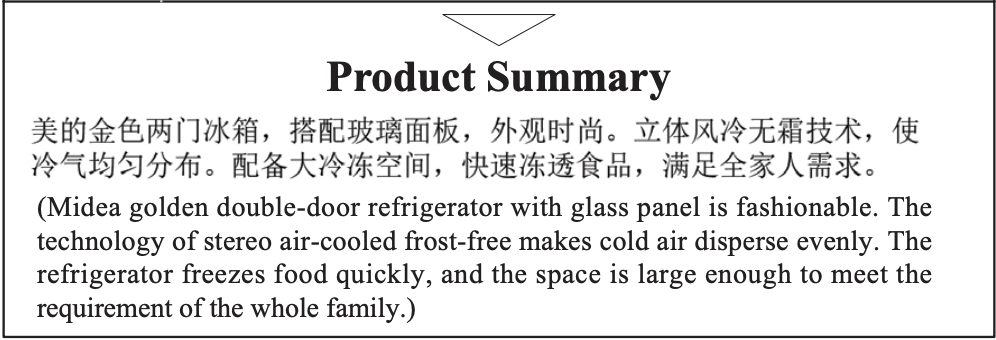 Product Summary
美的金色两门冰箱，搭配玻璃面板，外观时尚。立体风冷无霜技术，使
冷气均匀分布。配备大冷冻空间，快速冻透食品，满足全家人需求。
(Midea golden double-door refrigerator with glass panel is fashionable. The
technology of stereo air-cooled frost-free makes cold air disperse evenly. The
refrigerator freezes food quickly, and the space is large enough to meet the
requirement of the whole family.)